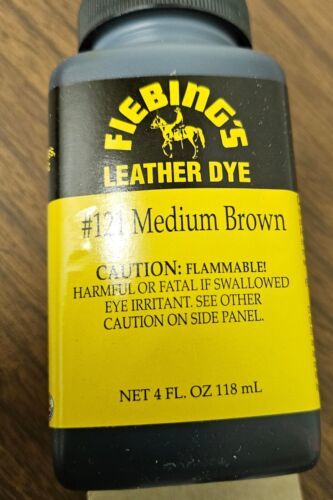 FIEBING'S
LEATHER DYE
#121 Medium Brown
CAUTION: FLAMMABLE!
HARMFUL OR FATAL IF SWALLOWED
EYE IRRITANT. SEE OTHER
CAUTION ON SIDE PANEL.
NET 4 FL. OZ 118 mL